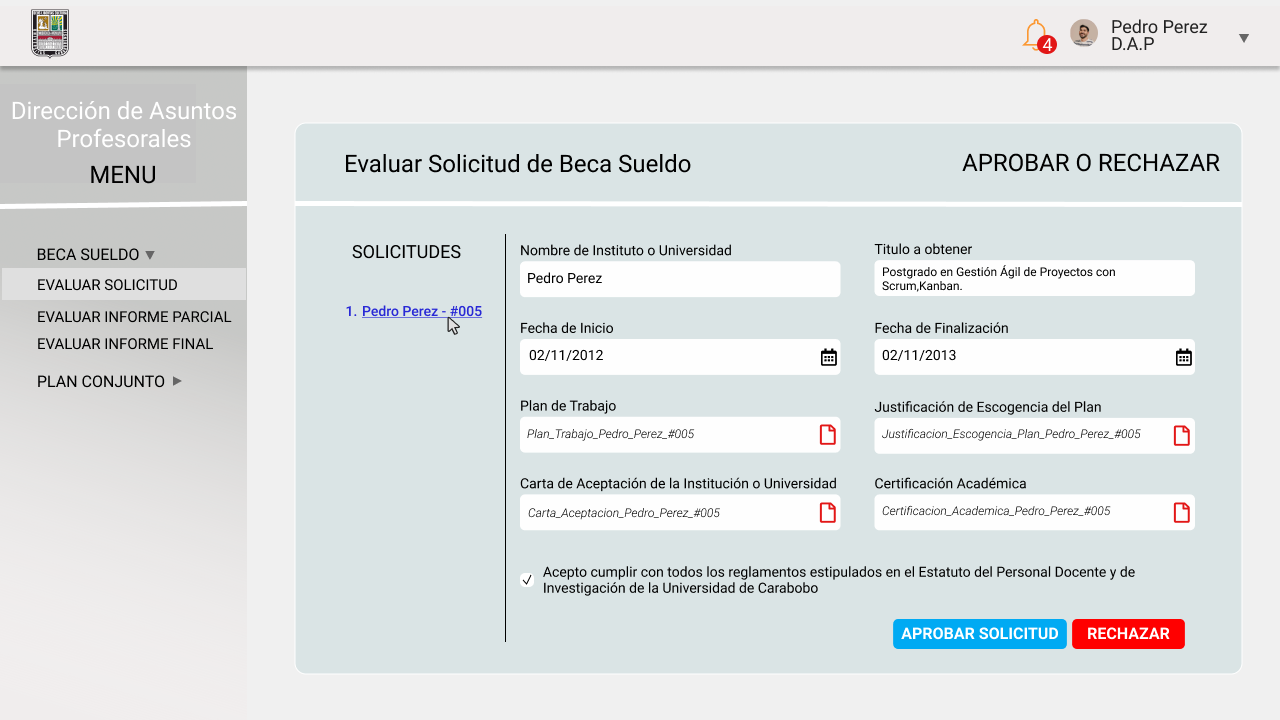 4
Pedro Perez
D.A.P
Dirección de Asuntos
Profesorales
MENU
BECA SUELDO
EVALUAR SOLICITUD
EVALUAR INFORME PARCIAL
EVALUAR INFORME FINAL
PLAN CONJUNTO
Evaluar Solicitud de Beca Sueldo
APROBAR O RECHAZAR
SOLICITUDES
1. Pedro Perez - #005
Nombre de Instituto o Universidad
Pedro Perez
Titulo a obtener
Postgrado en Gestión Ágil de Proyectos con
Scrum,Kanban.
Fecha de Inicio
02/11/2012
Fecha de Finalización
02/11/2013
Plan de Trabajo
Plan_Trabajo_Pedro_Perez_#005
Justificación de Escogencia del Plan
Justificacion_Escogencia_Plan_Pedro_Perez_#005
Carta de Aceptación de la Institución o Universidad
Carta_Aceptacion_Pedro_Perez_#005
Certificación Académica
Certificacion_Academica_Pedro_Perez_#005
Acepto cumplir con todos los reglamentos estipulados en el Estatuto del Personal Docente y de
Investigación de la Universidad de Carabobo
APROBAR SOLICITUD
RECHAZAR